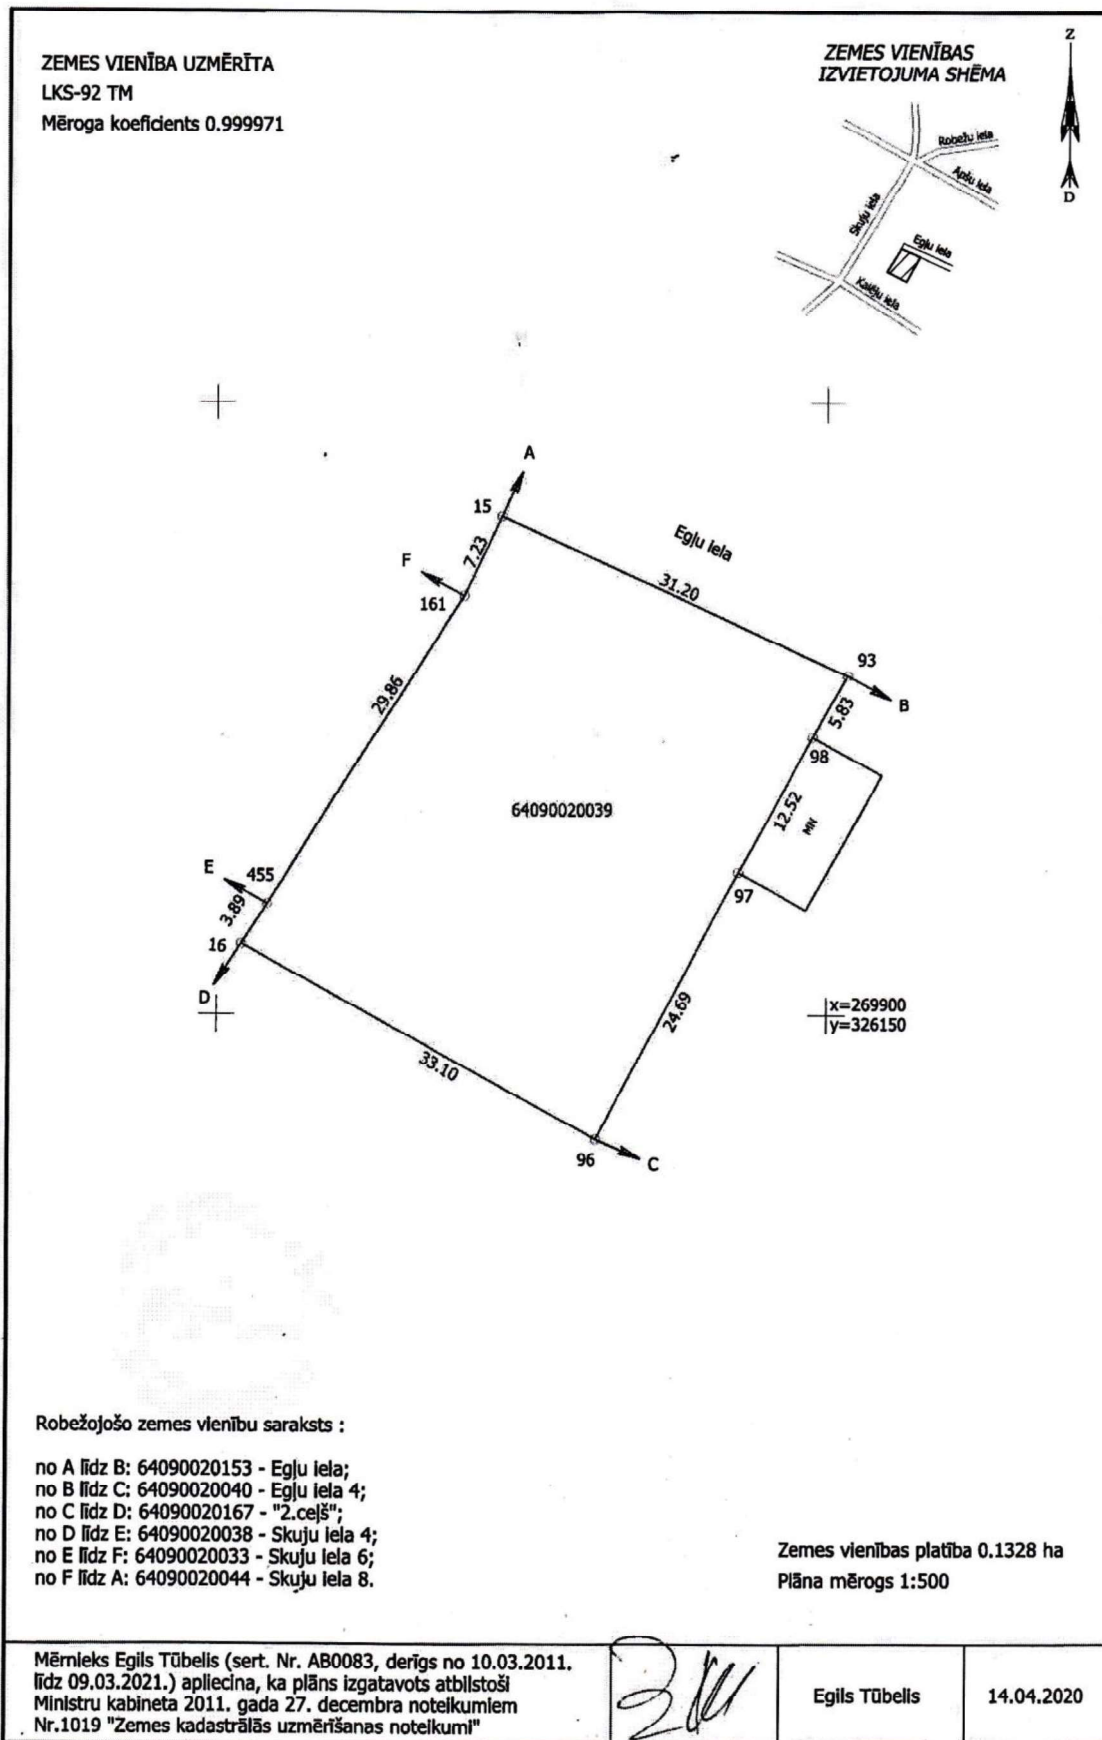 ZEMES VIENĪBA UZMĒRĪTA
LKS-92 TM
Mēroga koeficients 0.999971
ZEMES VIENĪBAS
IZVIETOJUMA SHĒMA
Z
D
Robežu iela
Apšu iela
Skuju iela
Egļu iela
Kalēju iela
A
15
7.23
F
161
Egļu iela
31.20
93
B
5.83
98
29.86
12.52
MN
64090020039
97
E
455
3.89
16
D
24.69
x=269900
y=326150
33.10
96
C
Robežojošo zemes vienību saraksts :
no A līdz B: 64090020153 - Egļu iela;
no B līdz C: 64090020040 - Egļu iela 4;
no C līdz D: 64090020167 - "2.ceļš";
no D līdz E: 64090020038 - Skuju iela 4;
no E līdz F: 64090020033 - Skuju iela 6;
no F līdz A: 64090020044 - Skuju iela 8.
Zemes vienības platība 0.1328 ha
Plāna mērogs 1:500
Mērnieks Egils Tūbelis (sert. Nr. AB0083, derīgs no 10.03.2011.
līdz 09.03.2021.) apliecina, ka plāns izgatavots atbilstoši
Ministru kabineta 2011. gada 27. decembra noteikumiem
Nr.1019 "Zemes kadastrālās uzmērīšanas noteikumi"
Egils Tūbelis
14.04.2020